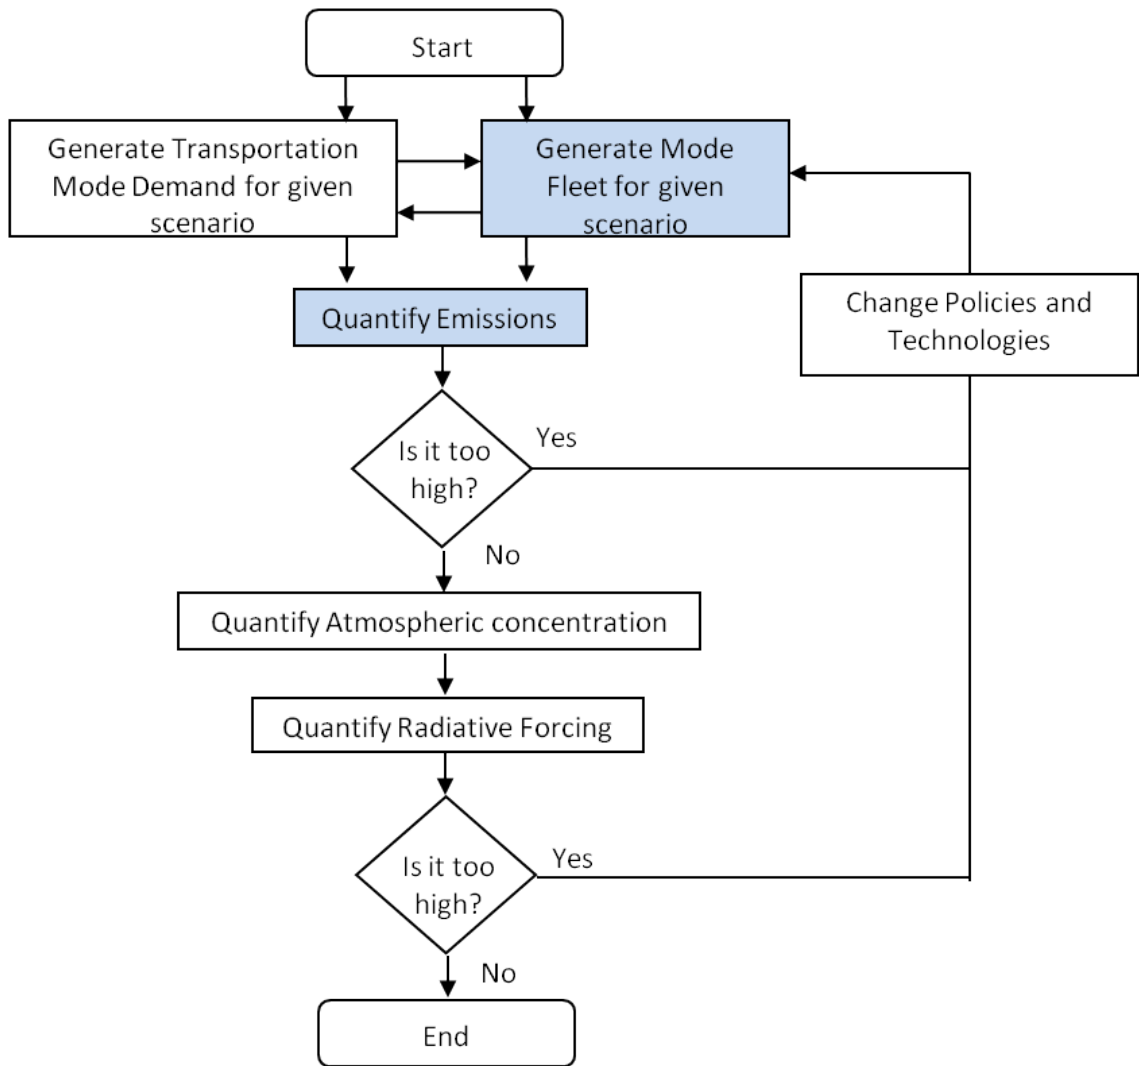 Start
Generate Transportation
Mode Demand for given
scenario
Generate Mode
Fleet for given
scenario
Change Policies and
Technologies
Quantify Emissions
Is it too
high?
Yes
No
Quantify Atmospheric concentration
Quantify Radiative Forcing
Is it too
high?
Yes
No
End